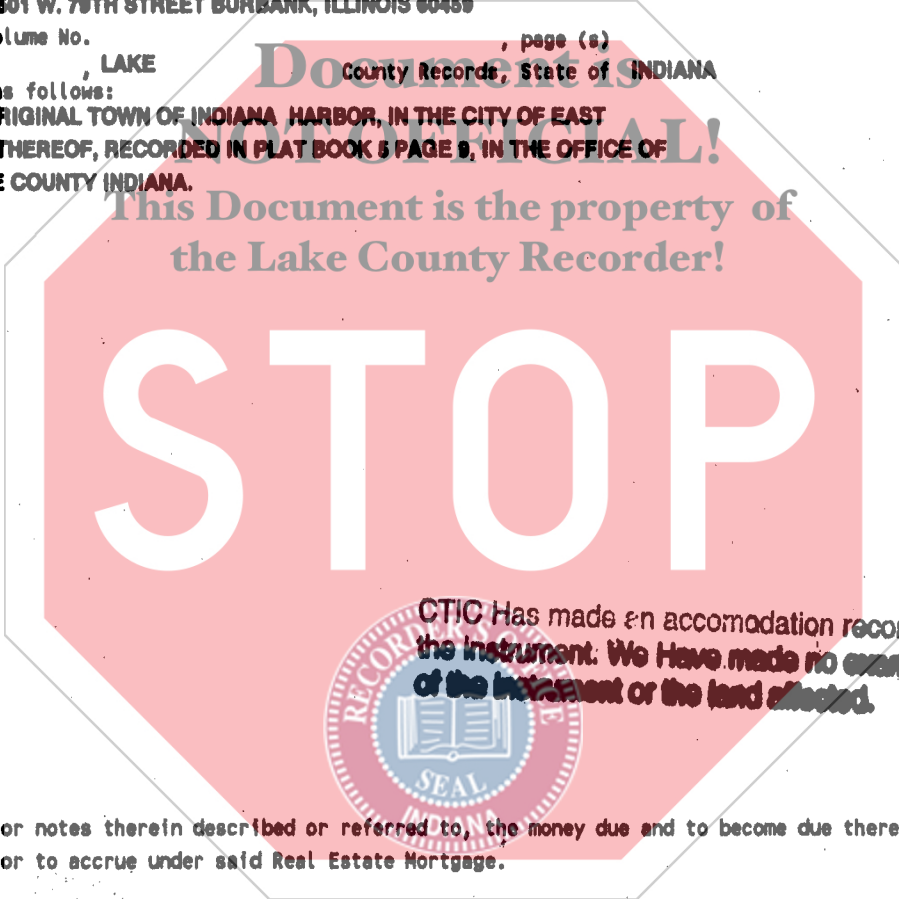 01 W. 79TH STREET BURBANK, ILLINOIS 60459
lume No. , page (s)
, LAKE County Records, State of INDIANA
s follows:
RIGINAL TOWN OF INDIANA HARBOR, IN THE CITY OF EAST
THEREOF, RECORDED IN PLAT BOOK 5 PAGE 9, IN THE OFFICE OF
E COUNTY INDIANA.
Document is
NOT OFFICIAL!
This Document is the property of
the Lake County Recorder!
STOP
CTIC Has made an accomodation reco
the instrument. We Have made no exam
of the instrument or the land affected.
RECORDER'S OFFICE
SEAL
INDIANA
or notes therein described or referred to, the money due and to become due there
or to accrue under said Real Estate Mortgage.